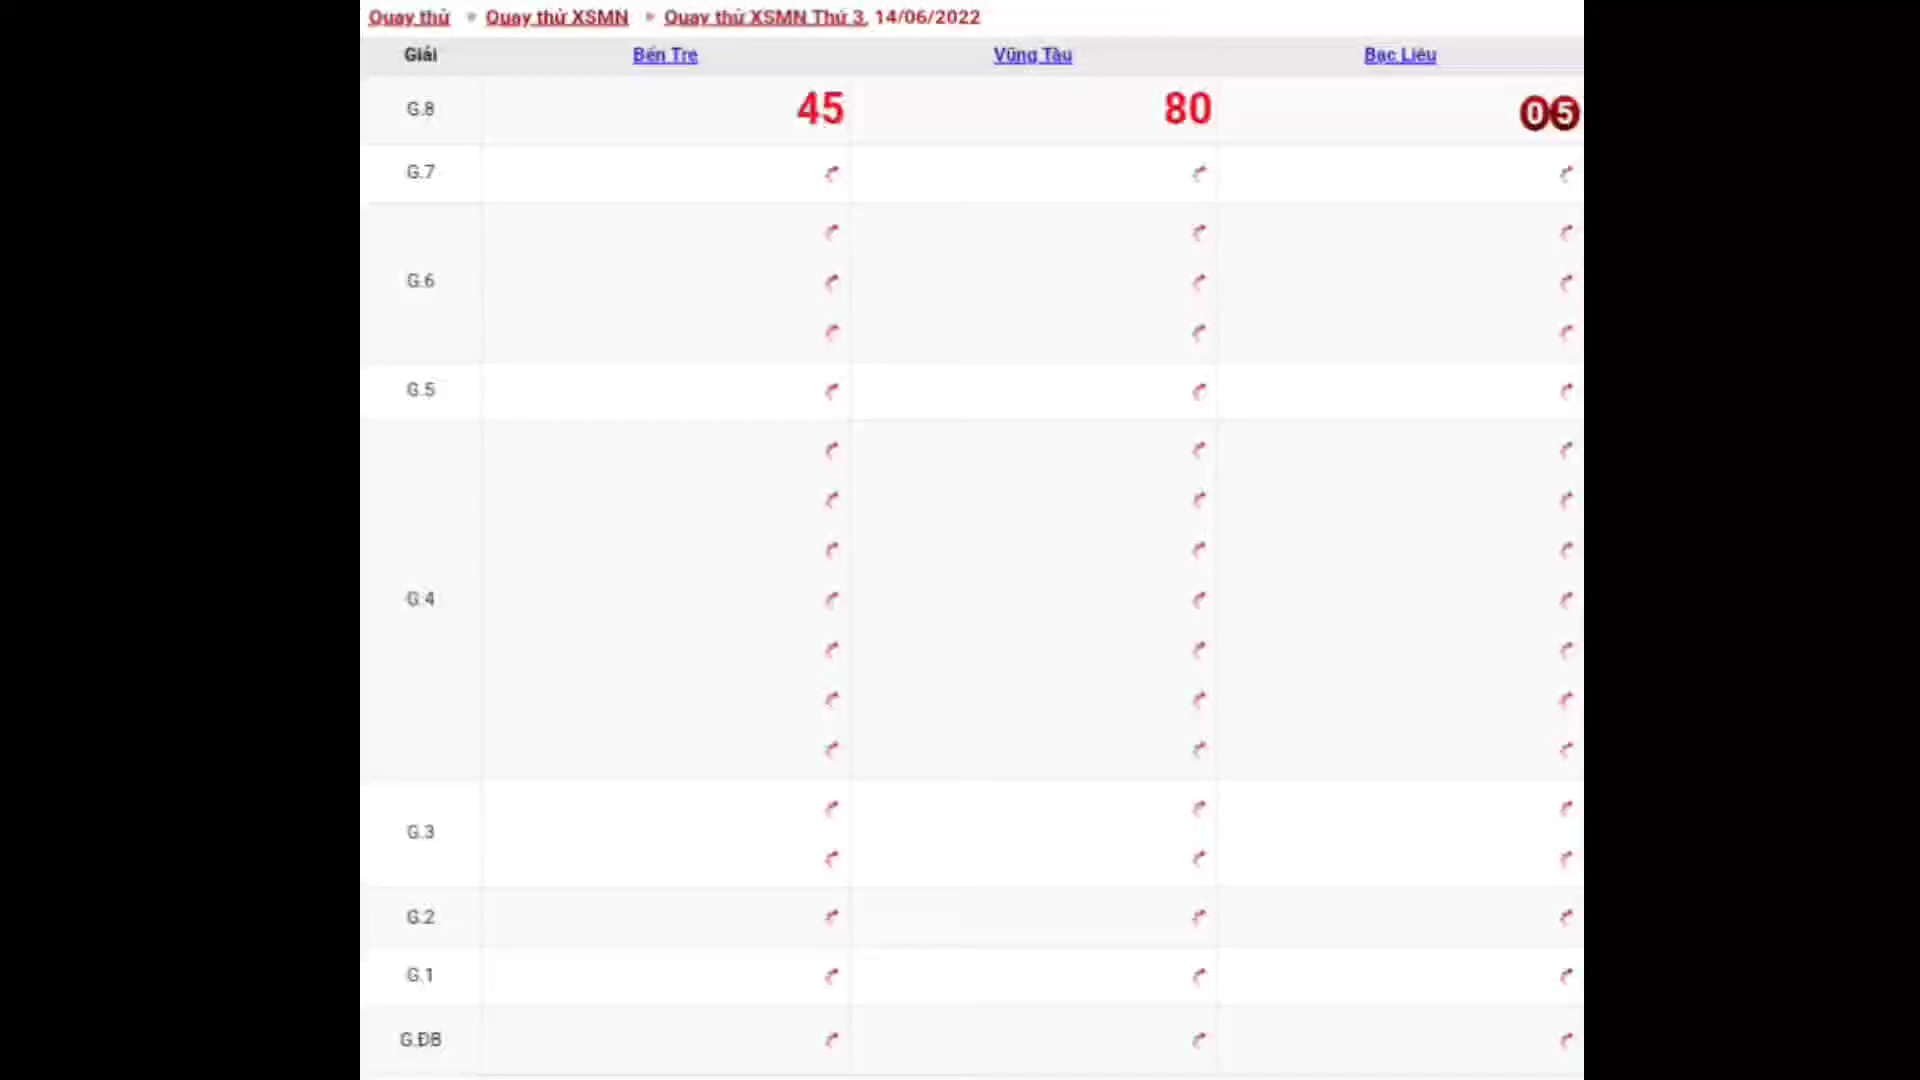 Quay thử » Quay thử XSMN » Quay thử XSMN Thứ 3, 14/06/2022
Giải Bến Tre Vũng Tàu Bạc Liêu
G.8 45 80 05
G.7
G.6
G.5
G.4
G.3
G.2
G.1
G.ĐB